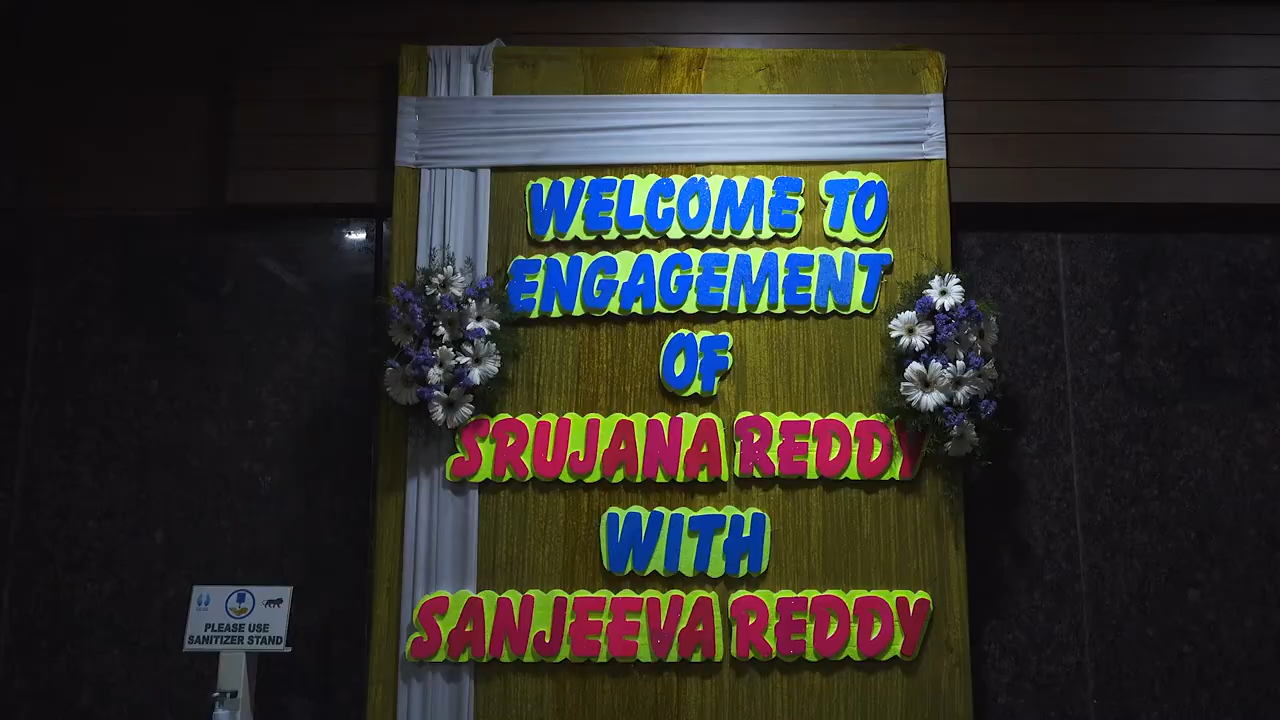 WELCOME TO
ENGAGEMENT
OF
SRUJANA REDDY
WITH
SANJEEVA REDDY
PLEASE USE
SANITIZER STAND